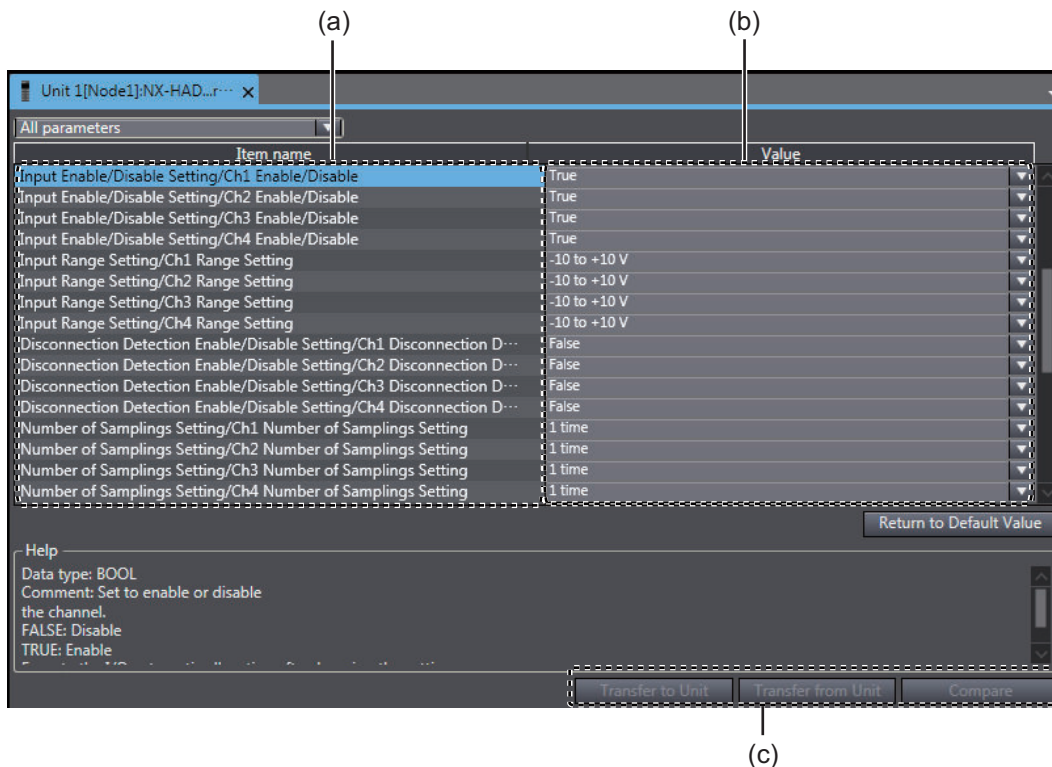 (a) (b)
Unit 1[Node1]:NX-HAD...r··· x
All parameters
Item name Value
Input Enable/Disable Setting/Ch1 Enable/Disable True
Input Enable/Disable Setting/Ch2 Enable/Disable True
Input Enable/Disable Setting/Ch3 Enable/Disable True
Input Enable/Disable Setting/Ch4 Enable/Disable True
Input Range Setting/Ch1 Range Setting -10 to +10 V
Input Range Setting/Ch2 Range Setting -10 to +10 V
Input Range Setting/Ch3 Range Setting -10 to +10 V
Input Range Setting/Ch4 Range Setting -10 to +10 V
Disconnection Detection Enable/Disable Setting/Ch1 Disconnection D··· False
Disconnection Detection Enable/Disable Setting/Ch2 Disconnection D··· False
Disconnection Detection Enable/Disable Setting/Ch3 Disconnection D··· False
Disconnection Detection Enable/Disable Setting/Ch4 Disconnection D··· False
Number of Samplings Setting/Ch1 Number of Samplings Setting 1 time
Number of Samplings Setting/Ch2 Number of Samplings Setting 1 time
Number of Samplings Setting/Ch3 Number of Samplings Setting 1 time
Number of Samplings Setting/Ch4 Number of Samplings Setting 1 time
Return to Default Value
Help
Data type: BOOL
Comment: Set to enable or disable
the channel.
FALSE: Disable
TRUE: Enable
Transfer to Unit Transfer from Unit Compare
(c)